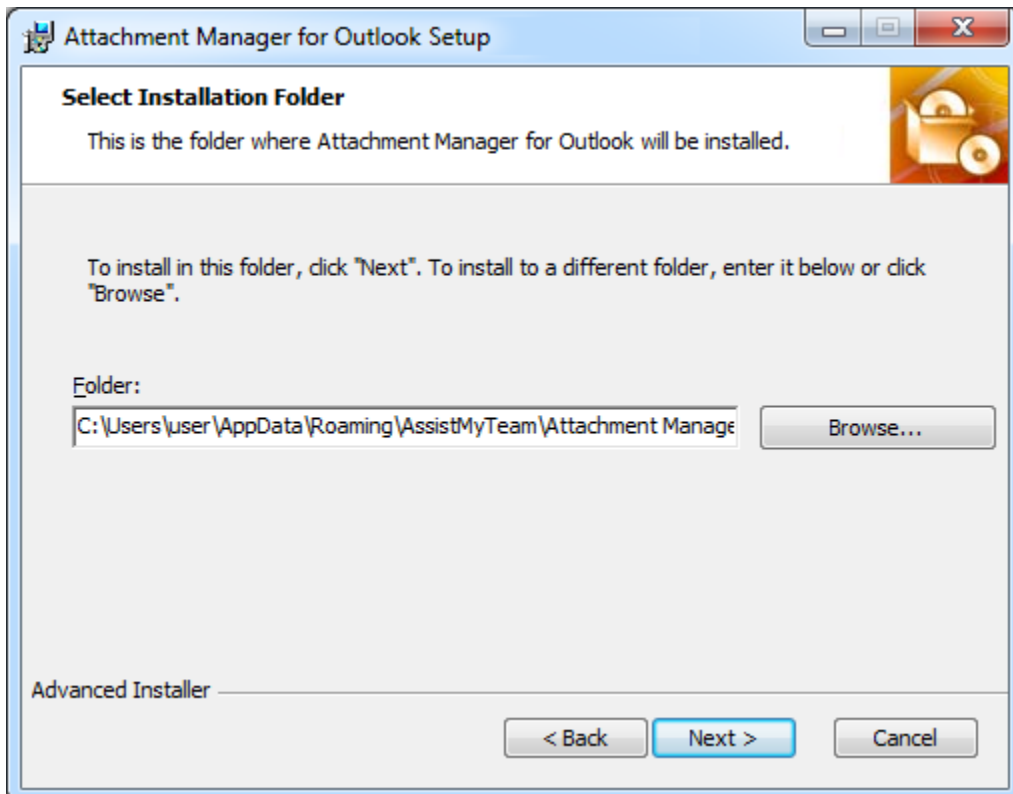 Attachment Manager for Outlook Setup
Select Installation Folder
This is the folder where Attachment Manager for Outlook will be installed.
To install in this folder, click "Next". To install to a different folder, enter it below or click
"Browse".
Folder:
C:\Users\user\AppData\Roaming\AssistMyTeam\Attachment Manage
Browse...
Advanced Installer
< Back
Next >
Cancel